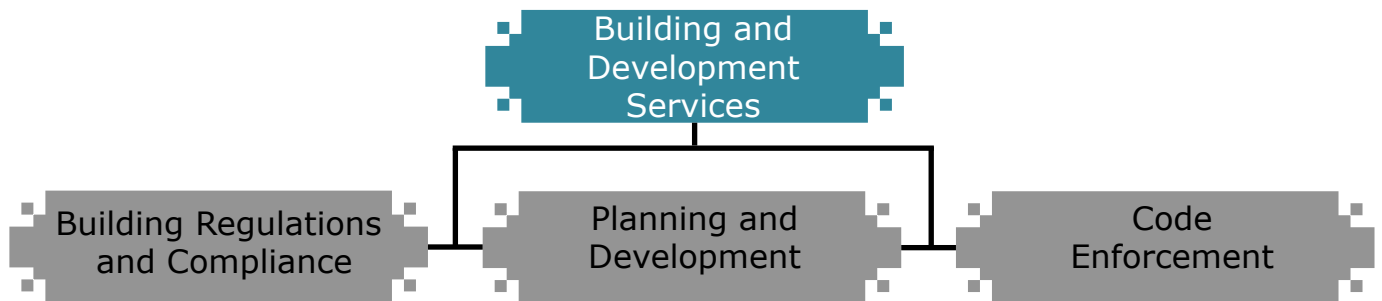 Building and
Development
Services
Building Regulations
and Compliance
Planning and
Development
Code
Enforcement